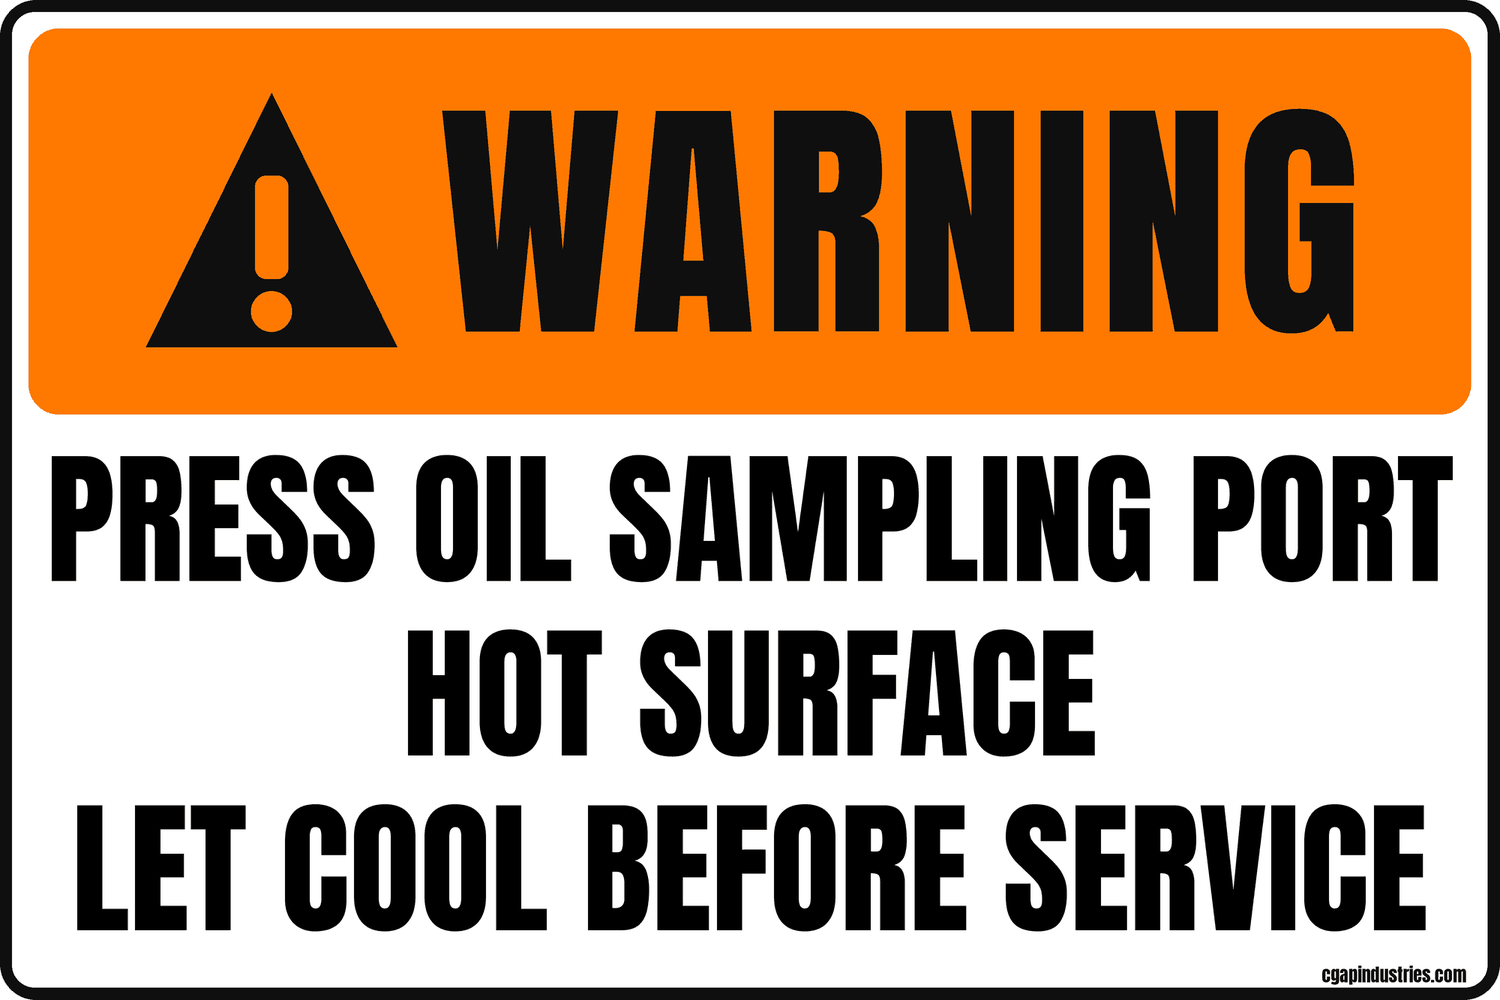 WARNING
PRESS OIL SAMPLING PORT
HOT SURFACE
LET COOL BEFORE SERVICE
cgapindustries.com